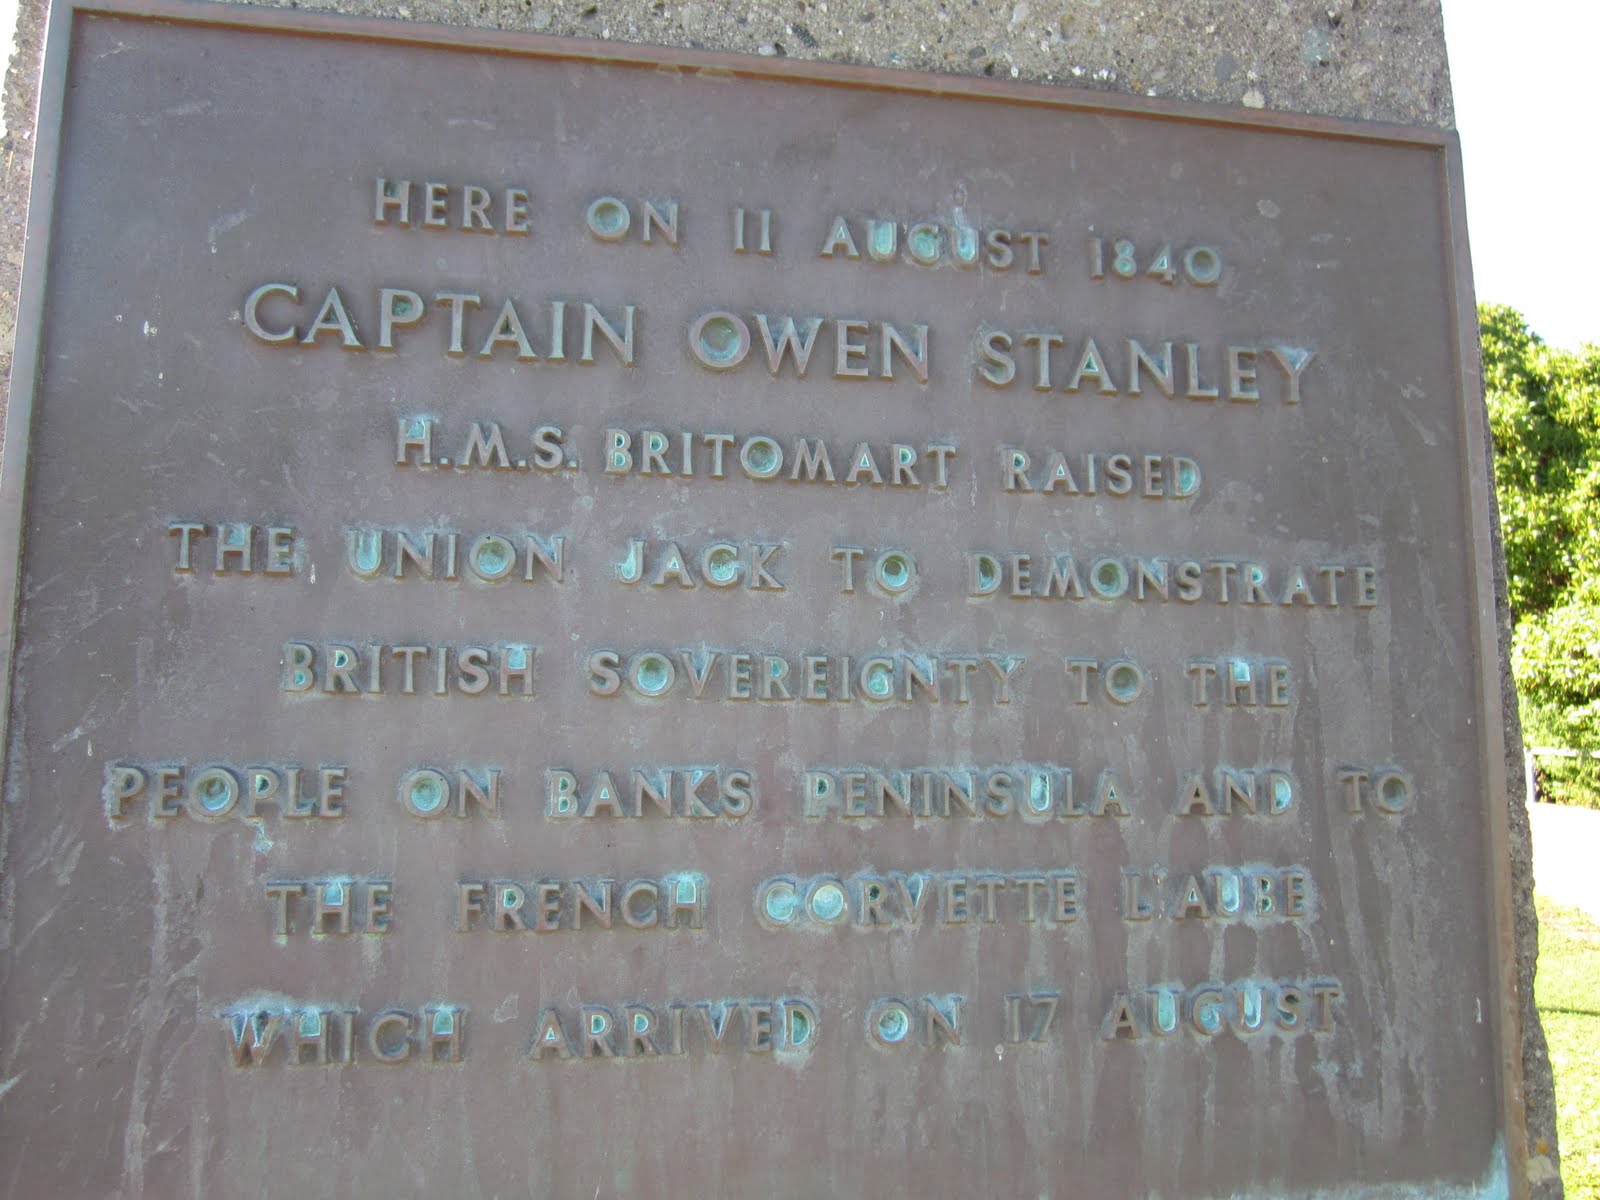 HERE ON 11 AUGUST 1840
CAPTAIN OWEN STANLEY
H.M.S. BRITOMART RAISED
THE UNION JACK TO DEMONSTRATE
BRITISH SOVEREIGNTY TO THE
PEOPLE ON BANKS PENINSULA AND TO
THE FRENCH CORVETTE L'AUBE
WHICH ARRIVED ON 17 AUGUST